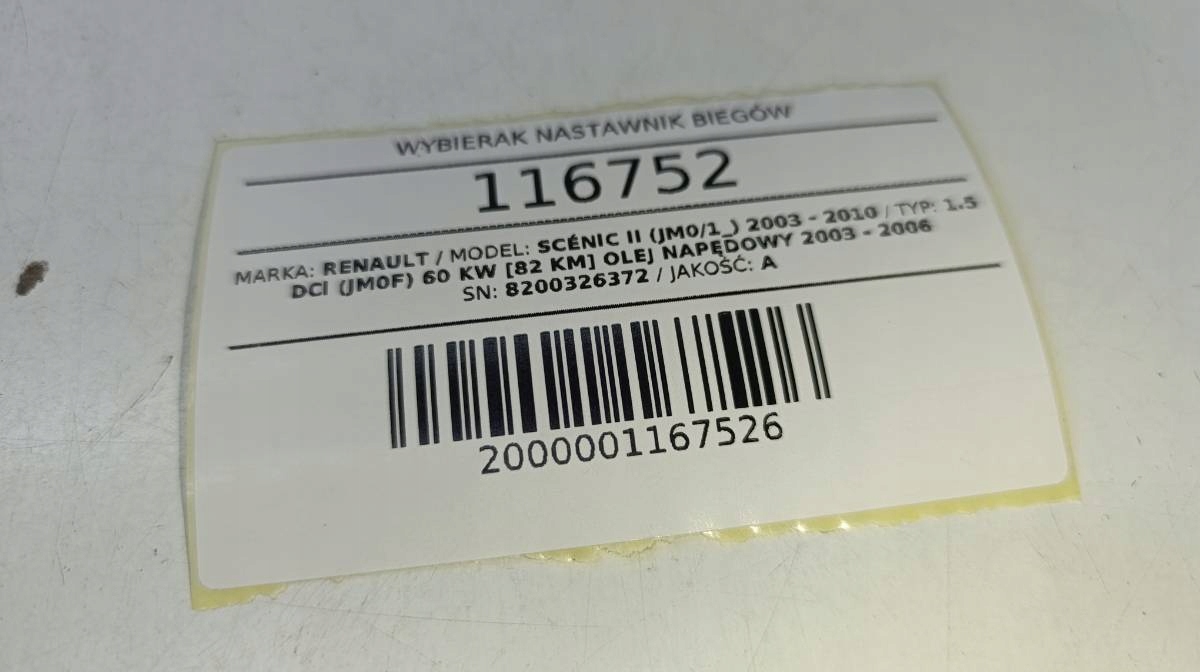 WYBIERAK NASTAWNIK BIEGÓW
116752
MARKA: RENAULT / MODEL: SCÉNIC II (JM0/1_) 2003 - 2010 / TYP: 1.5
DCI (JM0F) 60 KW [82 KM] OLEJ NAPĘDOWY 2003 - 2006
SN: 8200326372 / JAKOŚĆ: A
2000001167526